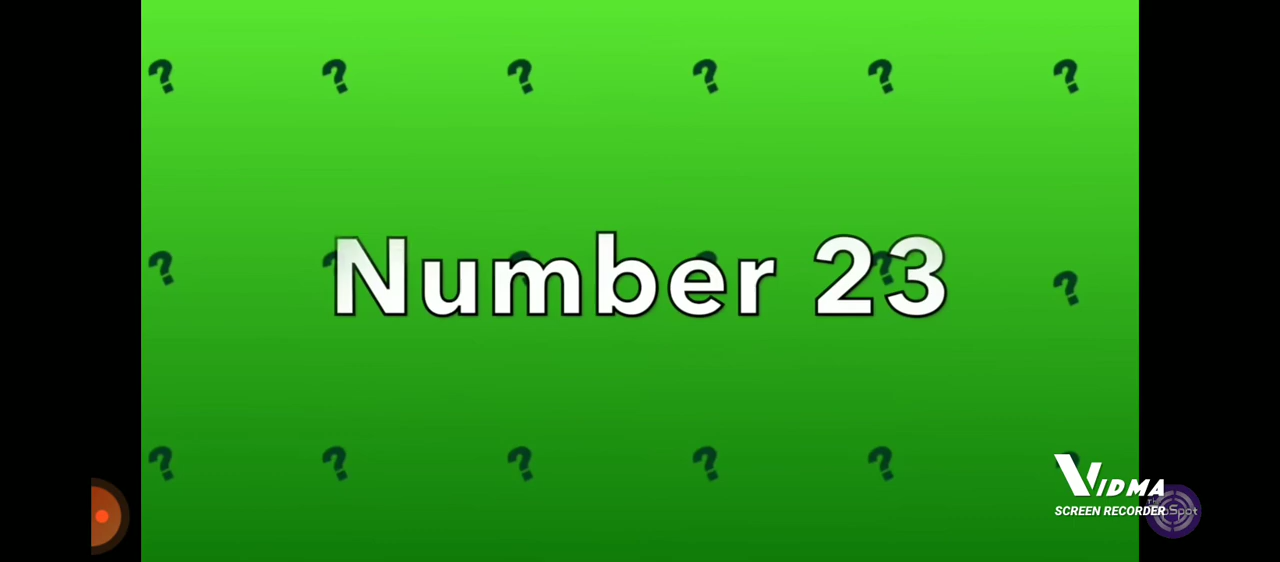 ? ? ? ? ? ?
Number 23
? ?
? ? ? ? ?
VIDMA
SCREEN RECORDER